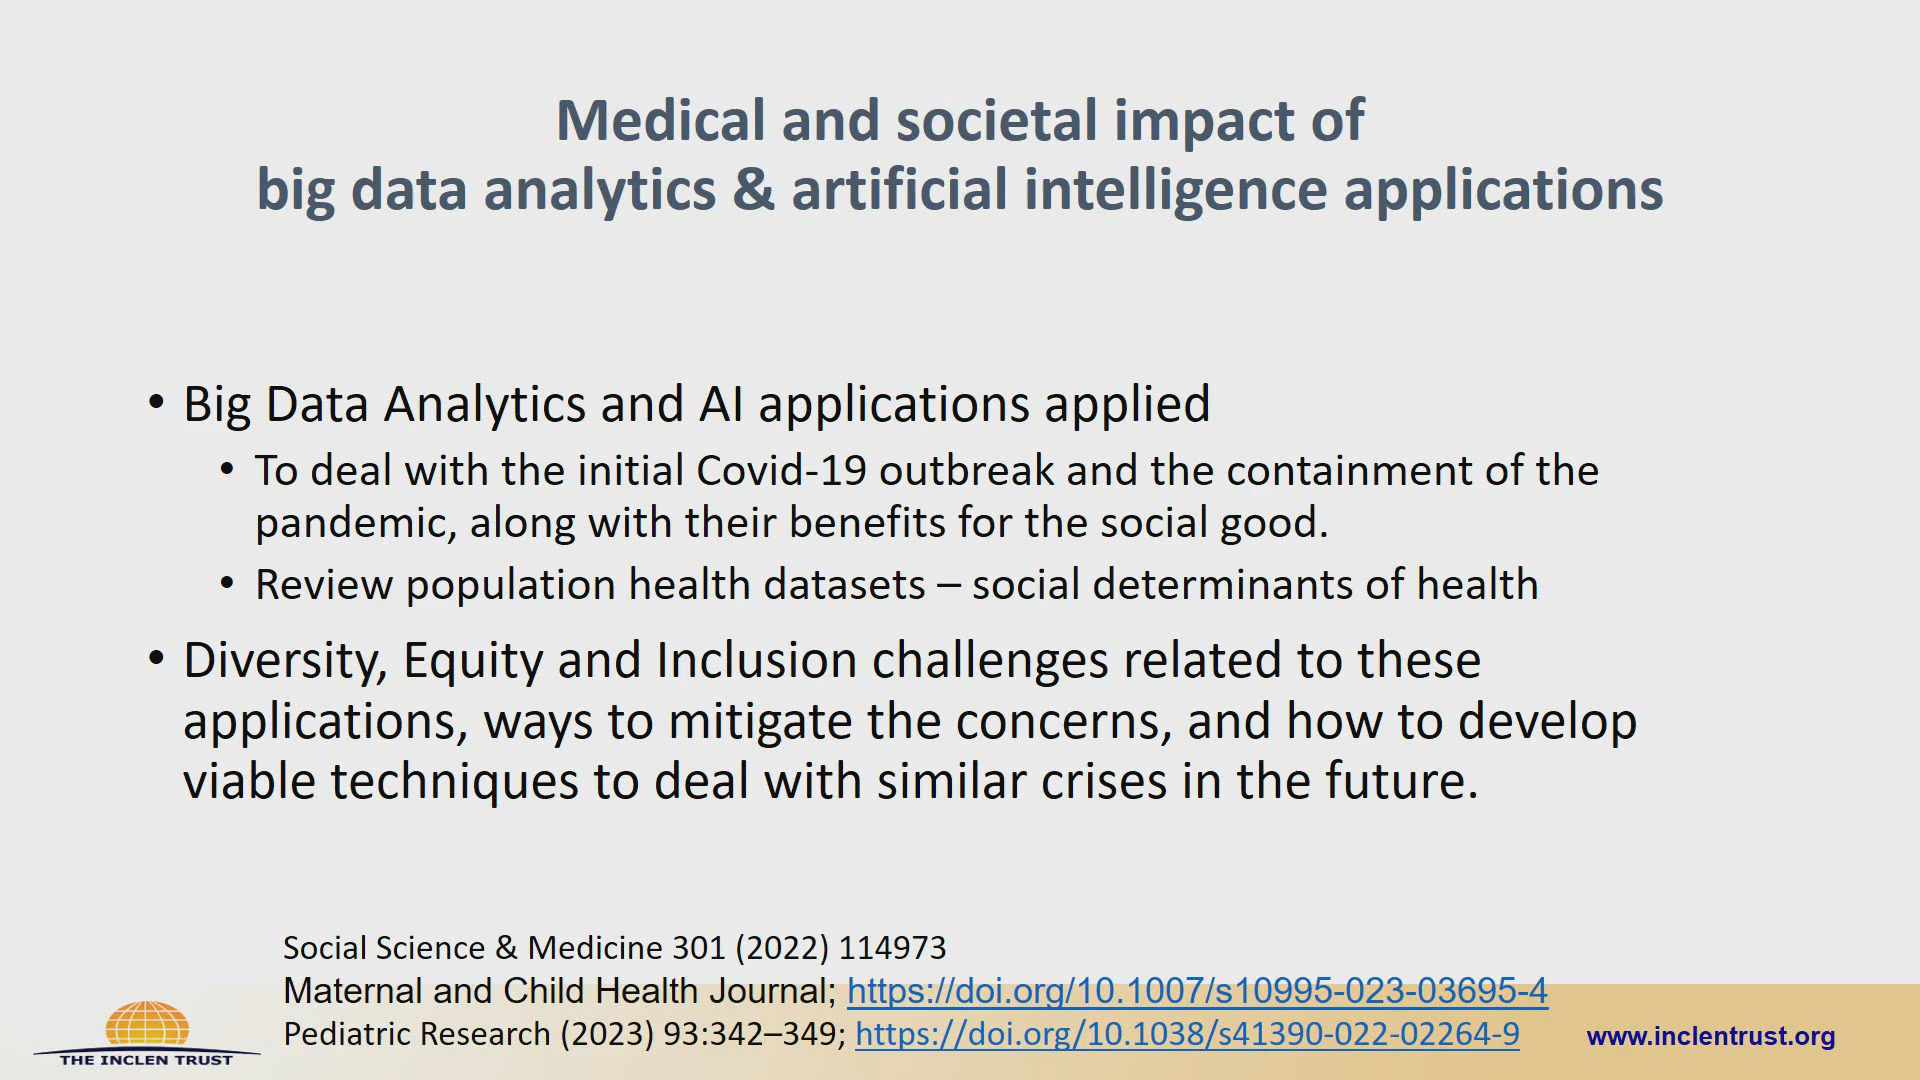 Medical and societal impact of
big data analytics & artificial intelligence applications
• Big Data Analytics and AI applications applied
• To deal with the initial Covid-19 outbreak and the containment of the
pandemic, along with their benefits for the social good.
• Review population health datasets – social determinants of health
• Diversity, Equity and Inclusion challenges related to these
applications, ways to mitigate the concerns, and how to develop
viable techniques to deal with similar crises in the future.
Social Science & Medicine 301 (2022) 114973
Maternal and Child Health Journal; https://doi.org/10.1007/s10995-023-03695-4
Pediatric Research (2023) 93:342–349; https://doi.org/10.1038/s41390-022-02264-9
THE INCLEN TRUST
www.inclentrust.org